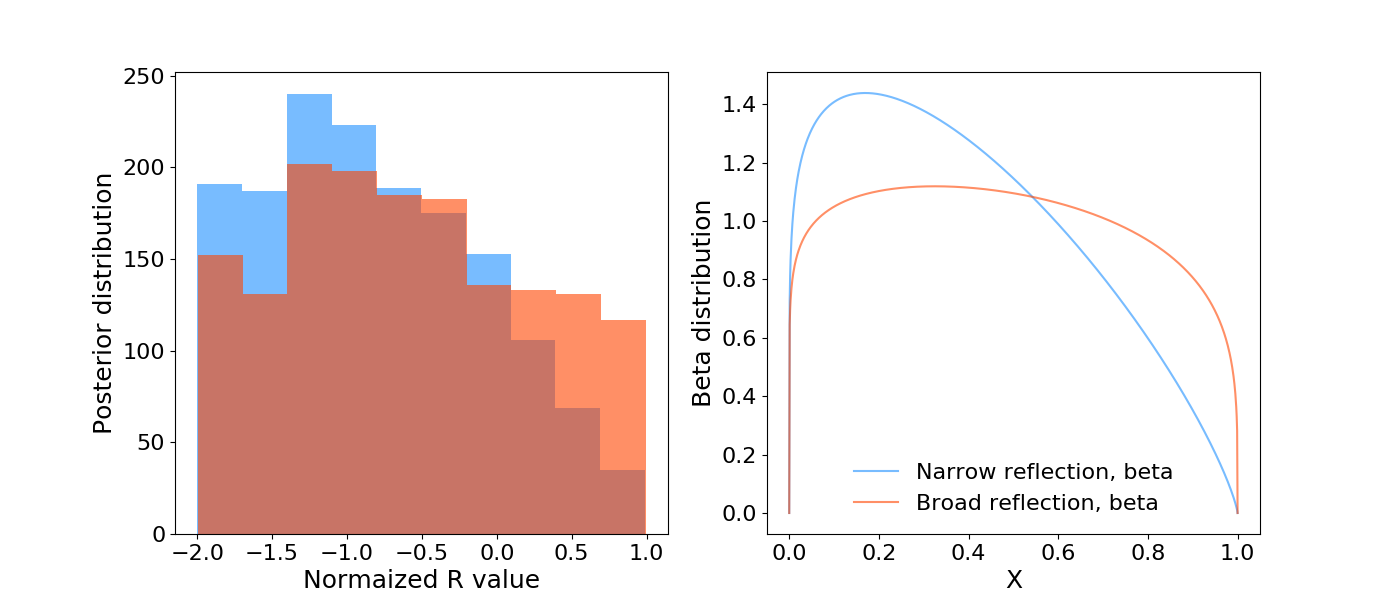 250
200
150
100
50
0
Posterior distribution
−2.0 −1.5 −1.0 −0.5 0.0 0.5 1.0
Normaized R value
1.4
1.2
1.0
0.8
0.6
0.4
0.2
0.0
Beta distribution
Narrow reflection, beta
Broad reflection, beta
0.0 0.2 0.4 0.6 0.8 1.0
X